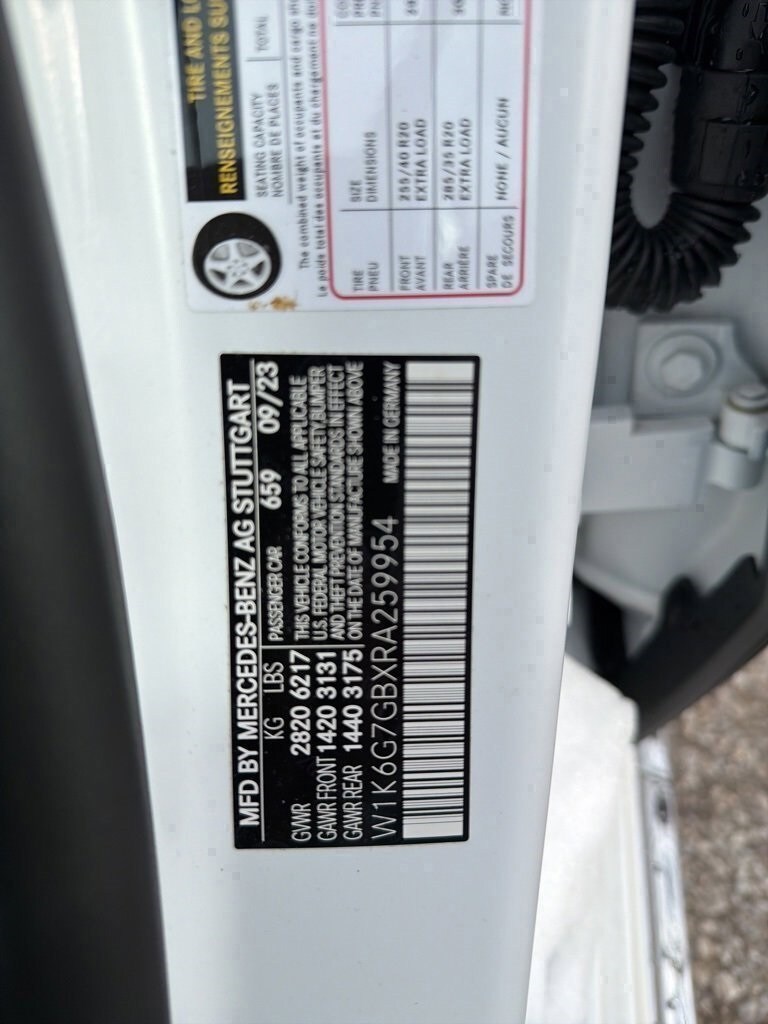 TIRE AND LO
RENSEIGNEMENTS SU
SEATING CAPACITY
NOMBRE DE PLACES
TOTAL
The combined weight of occupants and cargo sh
Le poids total des occupants et du chargement ne doi
TIRE
PNEU
SIZE
DIMENSIONS
FRONT
AVANT
255/40 R20
EXTRA LOAD
REAR
ARRIÈRE
285/35 R20
EXTRA LOAD
SPARE
DE SECOURS
NONE / AUCUN
MFD BY MERCEDES-BENZ AG STUTTGART
KG LBS PASSENGER CAR 659 09/23
GVWR 2820 6217
GAWR FRONT 1420 3131
GAWR REAR 1440 3175
THIS VEHICLE CONFORMS TO ALL APPLICABLE
U.S. FEDERAL MOTOR VEHICLE SAFETY, BUMPER
AND THEFT PREVENTION STANDARDS IN EFFECT
ON THE DATE OF MANUFACTURE SHOWN ABOVE
W1K6G7GBXRA259954
MADE IN GERMANY